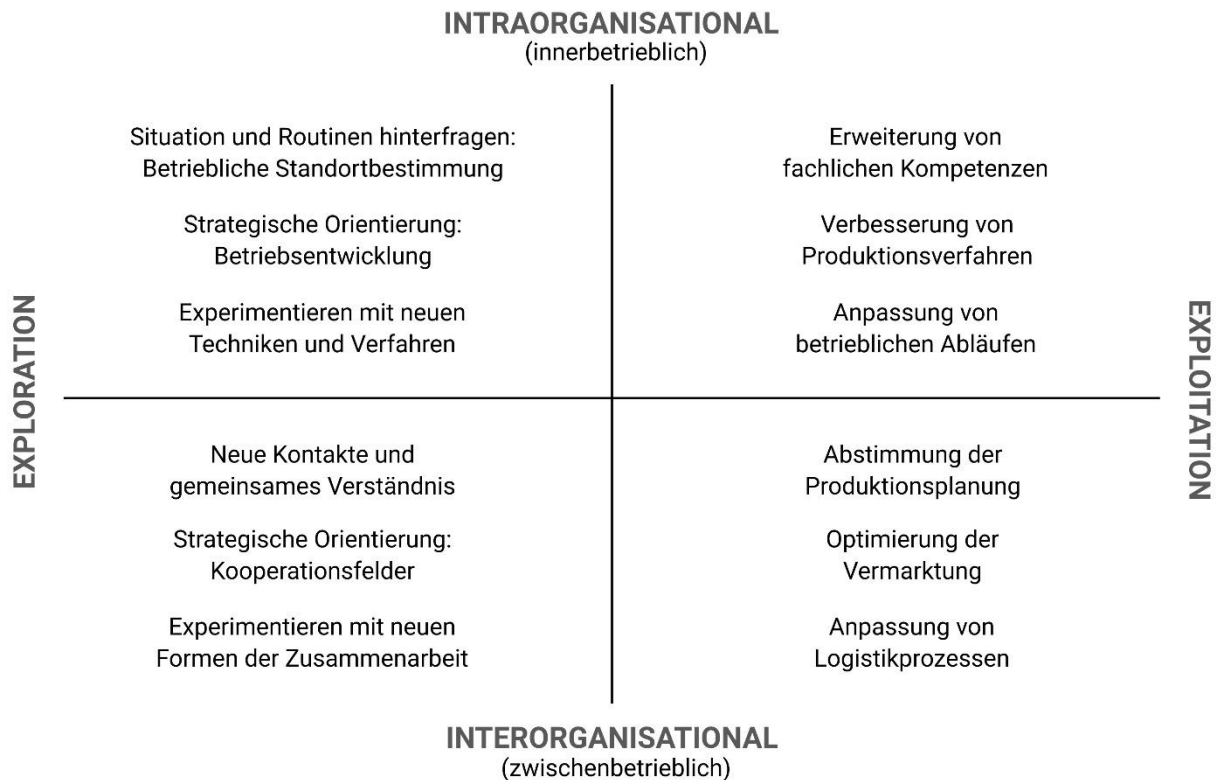 INTRAORGANISATIONAL
(innerbetrieblich)
Situation und Routinen hinterfragen:
Betriebliche Standortbestimmung
Strategische Orientierung:
Betriebsentwicklung
Experimentieren mit neuen
Techniken und Verfahren
Erweiterung von
fachlichen Kompetenzen
Verbesserung von
Produktionsverfahren
Anpassung von
betrieblichen Abläufen
EXPLORATION
EXPLOITATION
Neue Kontakte und
gemeinsames Verständnis
Strategische Orientierung:
Kooperationsfelder
Experimentieren mit neuen
Formen der Zusammenarbeit
Abstimmung der
Produktionsplanung
Optimierung der
Vermarktung
Anpassung von
Logistikprozessen
INTERORGANISATIONAL
(zwischenbetrieblich)